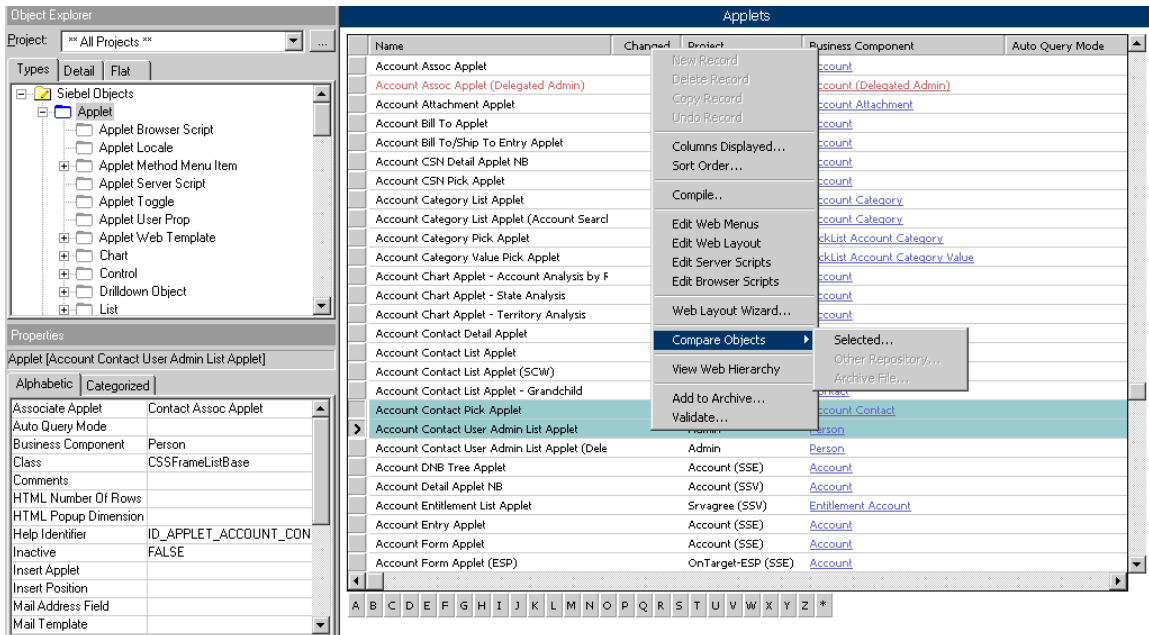 Object Explorer
Project: ** All Projects ** ...
Types Detail Flat
Siebel Objects
Applet
Applet Browser Script
Applet Locale
Applet Method Menu Item
Applet Server Script
Applet Toggle
Applet User Prop
Applet Web Template
Chart
Control
Drilldown Object
List
Properties
Applet [Account Contact User Admin List Applet]
Alphabetic Categorized
Associate Applet Contact Assoc Applet
Auto Query Mode
Business Component Person
Class CSSFrameListBase
Comments
HTML Number Of Rows
HTML Popup Dimension
Help Identifier ID_APPLET_ACCOUNT_CON
Inactive FALSE
Insert Applet
Insert Position
Mail Address Field
Mail Template
Applets
Name Changed Project Business Component Auto Query Mode
Account Assoc Applet ccount
Account Assoc Applet (Delegated Admin) ccount (Delegated Admin)
Account Attachment Applet ccount Attachment
Account Bill To Applet ccount
Account Bill To/Ship To Entry Applet ccount
Account CSN Detail Applet NB ccount
Account CSN Pick Applet ccount
Account Category List Applet ccount Category
Account Category List Applet (Account Searcl ccount Category
Account Category Pick Applet ckList Account Category
Account Category Value Pick Applet ckList Account Category Value
Account Chart Applet - Account Analysis by F ccount
Account Chart Applet - State Analysis ccount
Account Chart Applet - Territory Analysis ccount
Account Contact Detail Applet
Account Contact List Applet
Account Contact List Applet (SCW)
Account Contact List Applet - Grandchild Contact
Account Contact Pick Applet ccount Contact
Account Contact User Admin List Applet Admin Person
Account Contact User Admin List Applet (Dele Admin Person
Account DNB Tree Applet Account (SSE) Account
Account Detail Applet NB Account (SSV) Account
Account Entitlement List Applet Srvagree (SSV) Entitlement Account
Account Entry Applet Account (SSE) Account
Account Form Applet Account (SSE) Account
Account Form Applet (ESP) OnTarget-ESP (SSE) Account
New Record
Delete Record
Copy Record
Undo Record
Columns Displayed...
Sort Order...
Compile..
Edit Web Menus
Edit Web Layout
Edit Server Scripts
Edit Browser Scripts
Web Layout Wizard...
Compare Objects
View Web Hierarchy
Add to Archive...
Validate...
Selected...
Other Repository...
Archive File...
A B C D E F G H I J K L M N O P Q R S T U V W X Y Z *